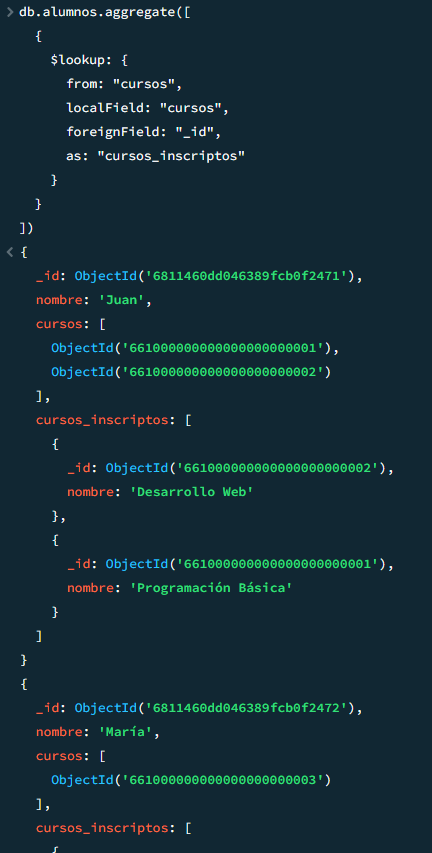 > db.alumnos.aggregate([
{
$lookup: {
from: "cursos",
localField: "cursos",
foreignField: "_id",
as: "cursos_inscriptos"
}
}
])
< {
_id: ObjectId('6811460dd046389fcb0f2471'),
nombre: 'Juan',
cursos: [
ObjectId('661000000000000000000001'),
ObjectId('661000000000000000000002')
],
cursos_inscriptos: [
{
_id: ObjectId('661000000000000000000002'),
nombre: 'Desarrollo Web'
},
{
_id: ObjectId('661000000000000000000001'),
nombre: 'Programación Básica'
}
]
}
{
_id: ObjectId('6811460dd046389fcb0f2472'),
nombre: 'María',
cursos: [
ObjectId('661000000000000000000003')
],
cursos_inscriptos: [
{